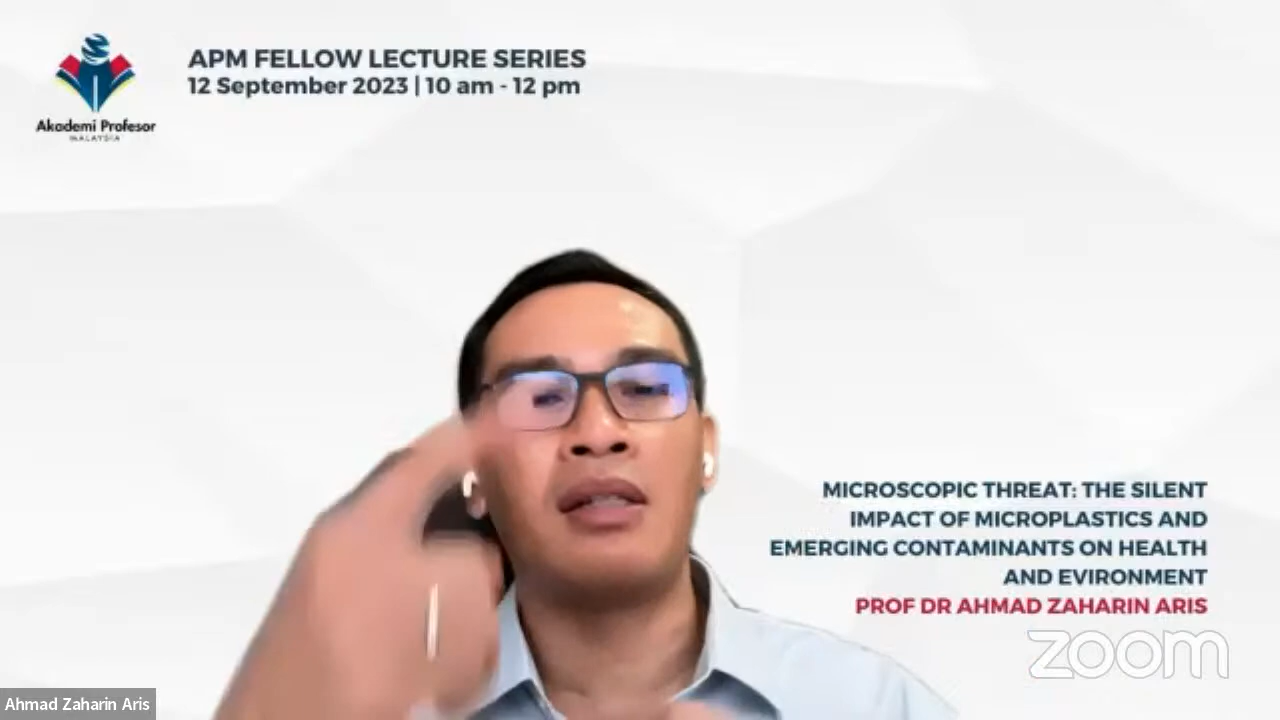 APM FELLOW LECTURE SERIES
12 September 2023 | 10 am - 12 pm
Akademi Profesor
MALAYSIA
MICROSCOPIC THREAT: THE SILENT
IMPACT OF MICROPLASTICS AND
EMERGING CONTAMINANTS ON HEALTH
AND EVIRONMENT
PROF DR AHMAD ZAHARIN ARIS
zoom
Ahmad Zaharin Aris